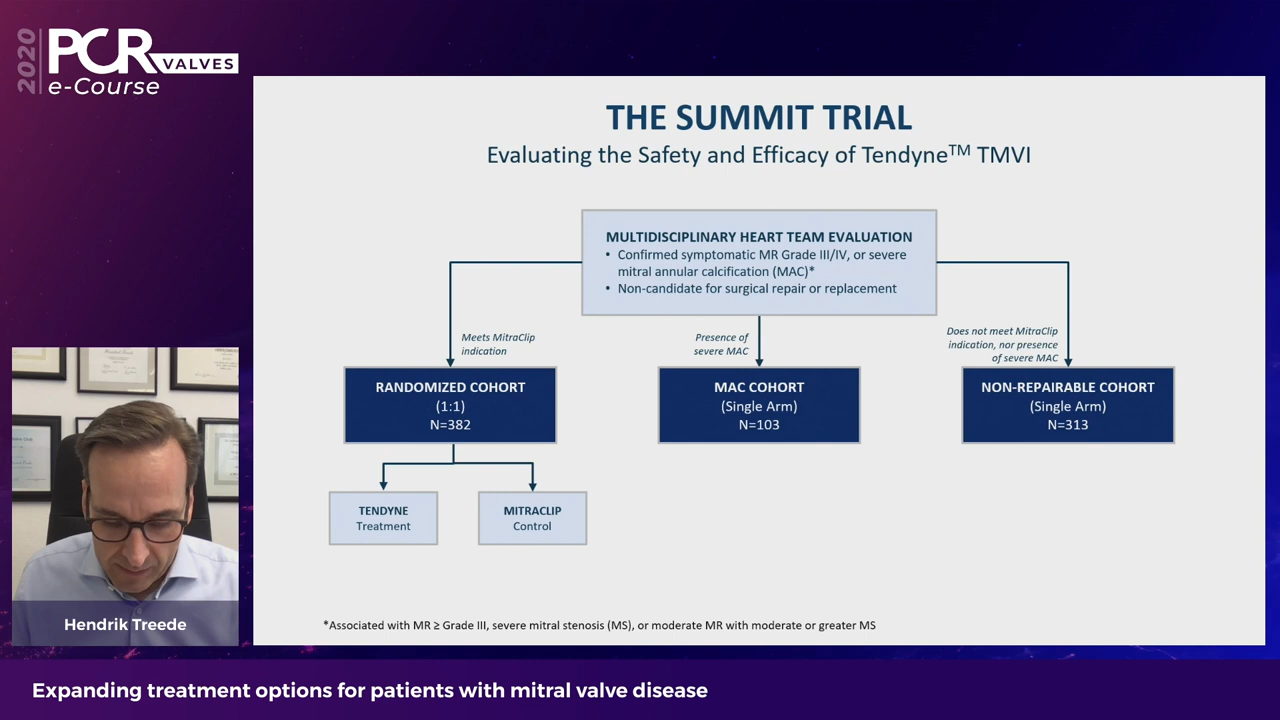 2020
PCR
VALVES
e-Course
THE SUMMIT TRIAL
Evaluating the Safety and Efficacy of Tendyne™ TMVI
MULTIDISCIPLINARY HEART TEAM EVALUATION
• Confirmed symptomatic MR Grade III/IV, or severe
mitral annular calcification (MAC)*
• Non-candidate for surgical repair or replacement
Meets MitraClip
indication
Presence of
severe MAC
Does not meet MitraClip
indication, nor presence
of severe MAC
RANDOMIZED COHORT
(1:1)
N=382
MAC COHORT
(Single Arm)
N=103
NON-REPAIRABLE COHORT
(Single Arm)
N=313
TENDYNE
Treatment
MITRACLIP
Control
*Associated with MR ≥ Grade III, severe mitral stenosis (MS), or moderate MR with moderate or greater MS
Hendrik Treede
Expanding treatment options for patients with mitral valve disease